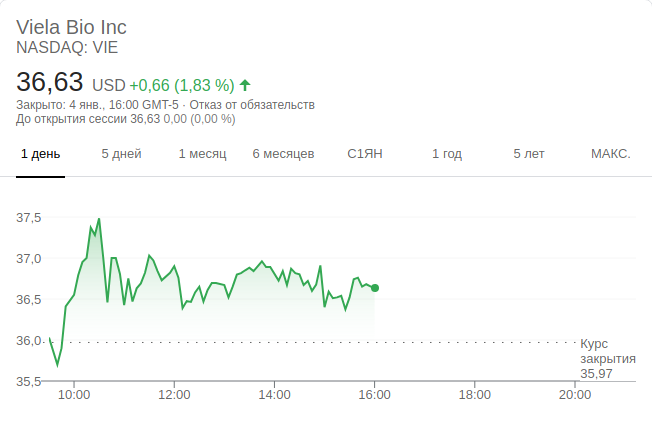 Viela Bio Inc
NASDAQ: VIE
36,63 USD +0,66 (1,83 %)
Закрыто: 4 янв., 16:00 GMT-5 · Отказ от обязательств
До открытия сессии 36,63 0,00 (0,00 %)
1 день 5 дней 1 месяц 6 месяцев С1ЯН 1 год 5 лет МАКС.
37,5
37,0
36,5
36,0
Курс
закрытия
35,97
35,5
10:00 12:00 14:00 16:00 18:00 20:00